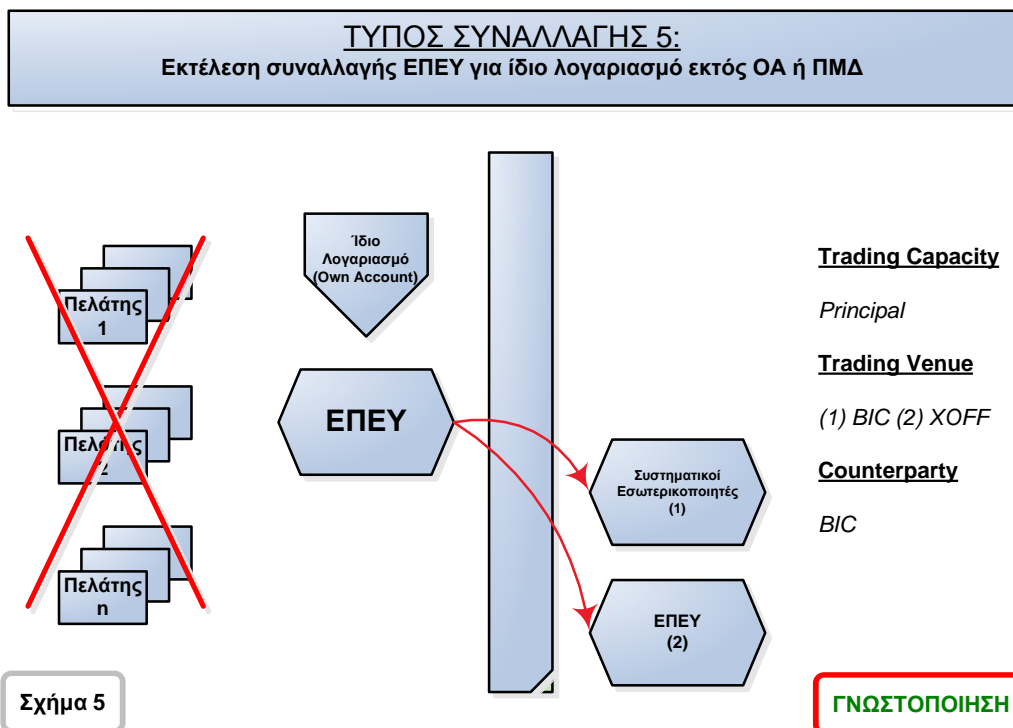 ΤΥΠΟΣ ΣΥΝΑΛΛΑΓΗΣ 5:
Εκτέλεση συναλλαγής ΕΠΕΥ για ίδιο λογαριασμό εκτός ΟΑ ή ΠΜΔ
Πελάτης
1
Πελάτης
2
Πελάτης
n
Ίδιο
Λογαριασμό
(Own Account)
ΕΠΕΥ
Συστηματικοί
Εσωτερικοποιητές
(1)
ΕΠΕΥ
(2)
Trading Capacity
Principal
Trading Venue
(1) BIC (2) XOFF
Counterparty
BIC
Σχήμα 5
ΓΝΩΣΤΟΠΟΙΗΣΗ